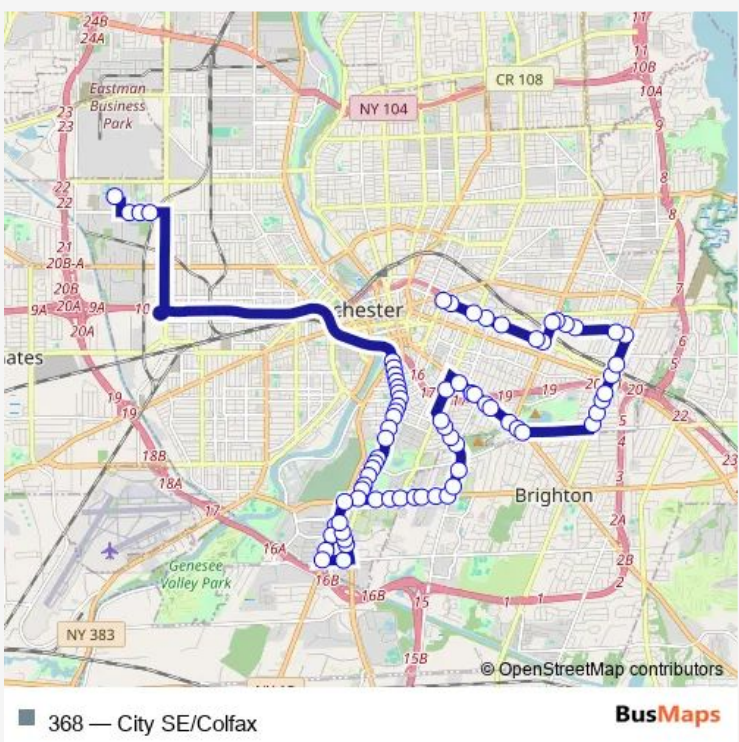 24B
24A
11
11
10B
10A
Eastman
Business
Park
CR 108
NY 104
23
23
9
22
22
8
8
21
20B-A
20B
9A
20A
9A
10
chester
7
20A
6
ates
5
16
17
17
19
19
20
20
22
19
19
5
4
23
18B
3
18A
Brighton
17
2A
16A
Genesee
Valley Park
16B
16B
2B
2
15
1
1
NY 383
15B
© OpenStreetMap contributors
368 — City SE/Colfax
BusMaps